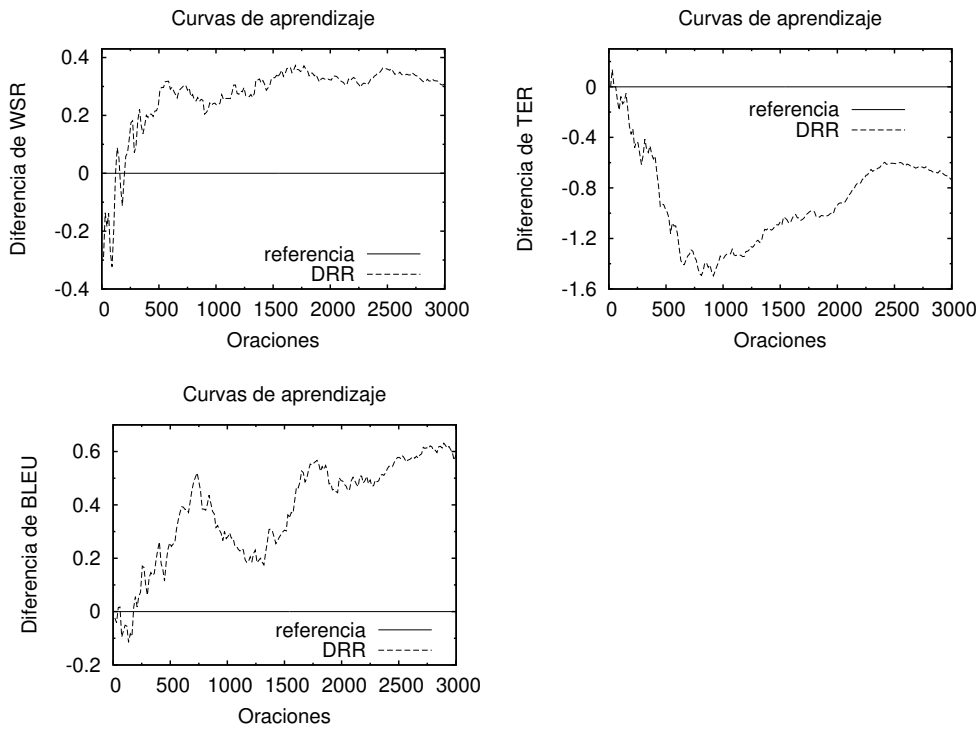 Curvas de aprendizaje
0.4
0.2
0
-0.2
-0.4
Diferencia de WSR
referencia
DRR
0 500 1000 1500 2000 2500 3000
Oraciones
Curvas de aprendizaje
0
-0.4
-0.8
-1.2
-1.6
Diferencia de TER
referencia
DRR
0 500 1000 1500 2000 2500 3000
Oraciones
Curvas de aprendizaje
0.6
0.4
0.2
0
-0.2
Diferencia de BLEU
referencia
DRR
0 500 1000 1500 2000 2500 3000
Oraciones